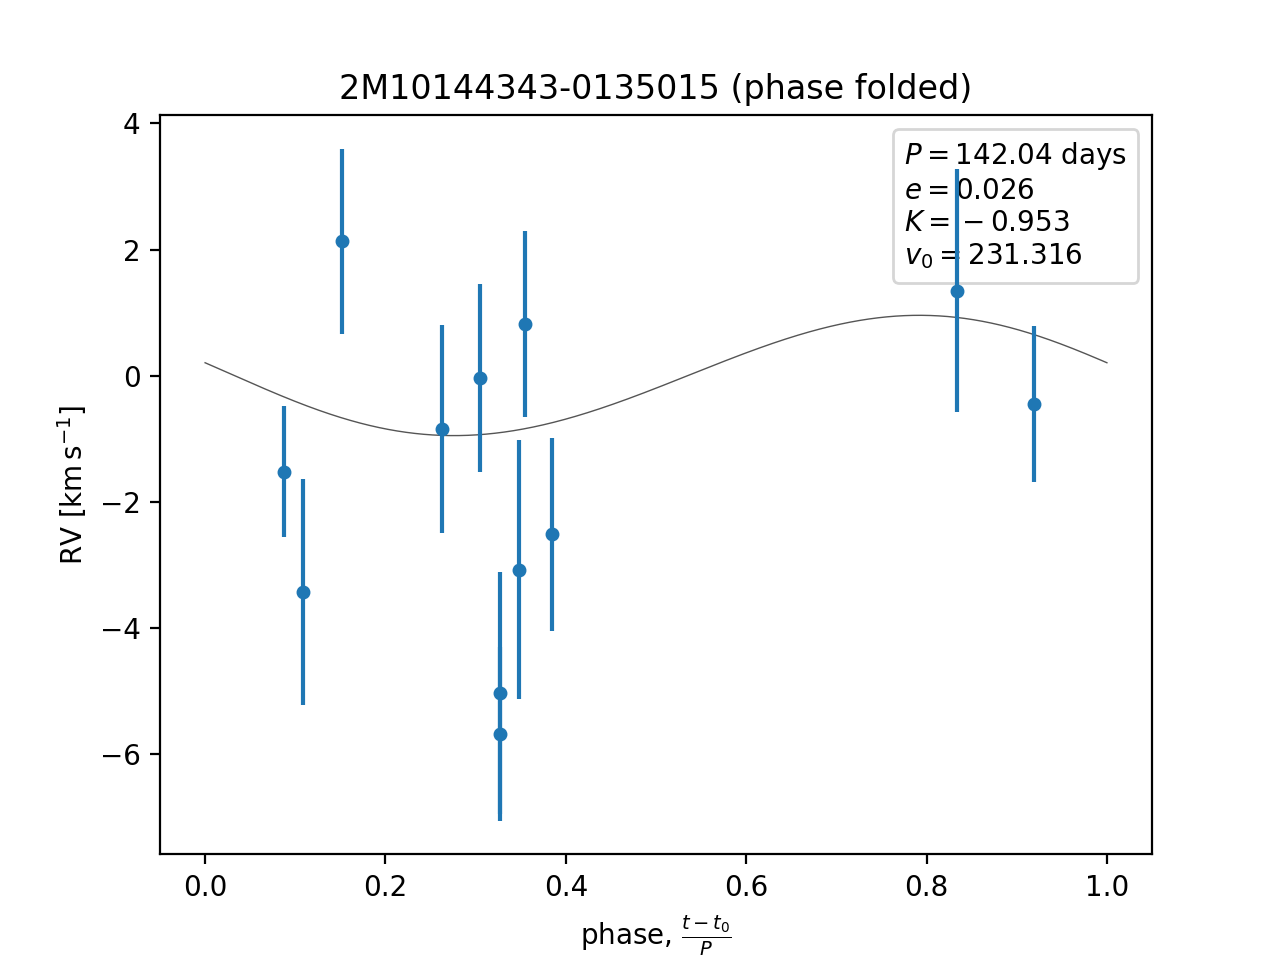 2M10144343-0135015 (phase folded)
P = 142.04 days
e = 0.026
K = −0.953
v₀ = 231.316
4
2
0
−2
−4
−6
RV [km s⁻¹]
0.0 0.2 0.4 0.6 0.8 1.0
phase, (t − t₀)/P